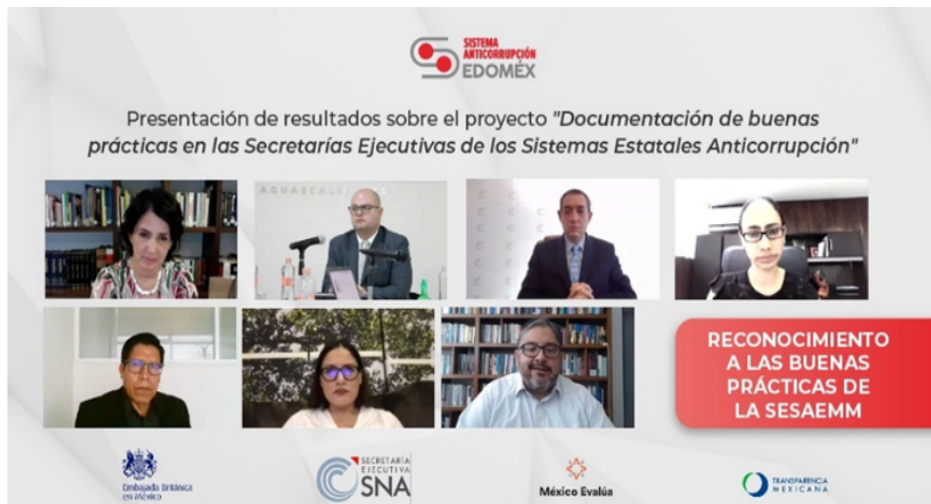 SISTEMA
ANTICORRUPCIÓN
EDOMÉX
Presentación de resultados sobre el proyecto "Documentación de buenas
prácticas en las Secretarías Ejecutivas de los Sistemas Estatales Anticorrupción"
AGUASCALIENTES
RECONOCIMIENTO
A LAS BUENAS
PRÁCTICAS DE
LA SESAEMM
Embajada Británica
en México
SECRETARÍA
EJECUTIVA
SNA
México Evalúa
TRANSPARENCIA
MEXICANA